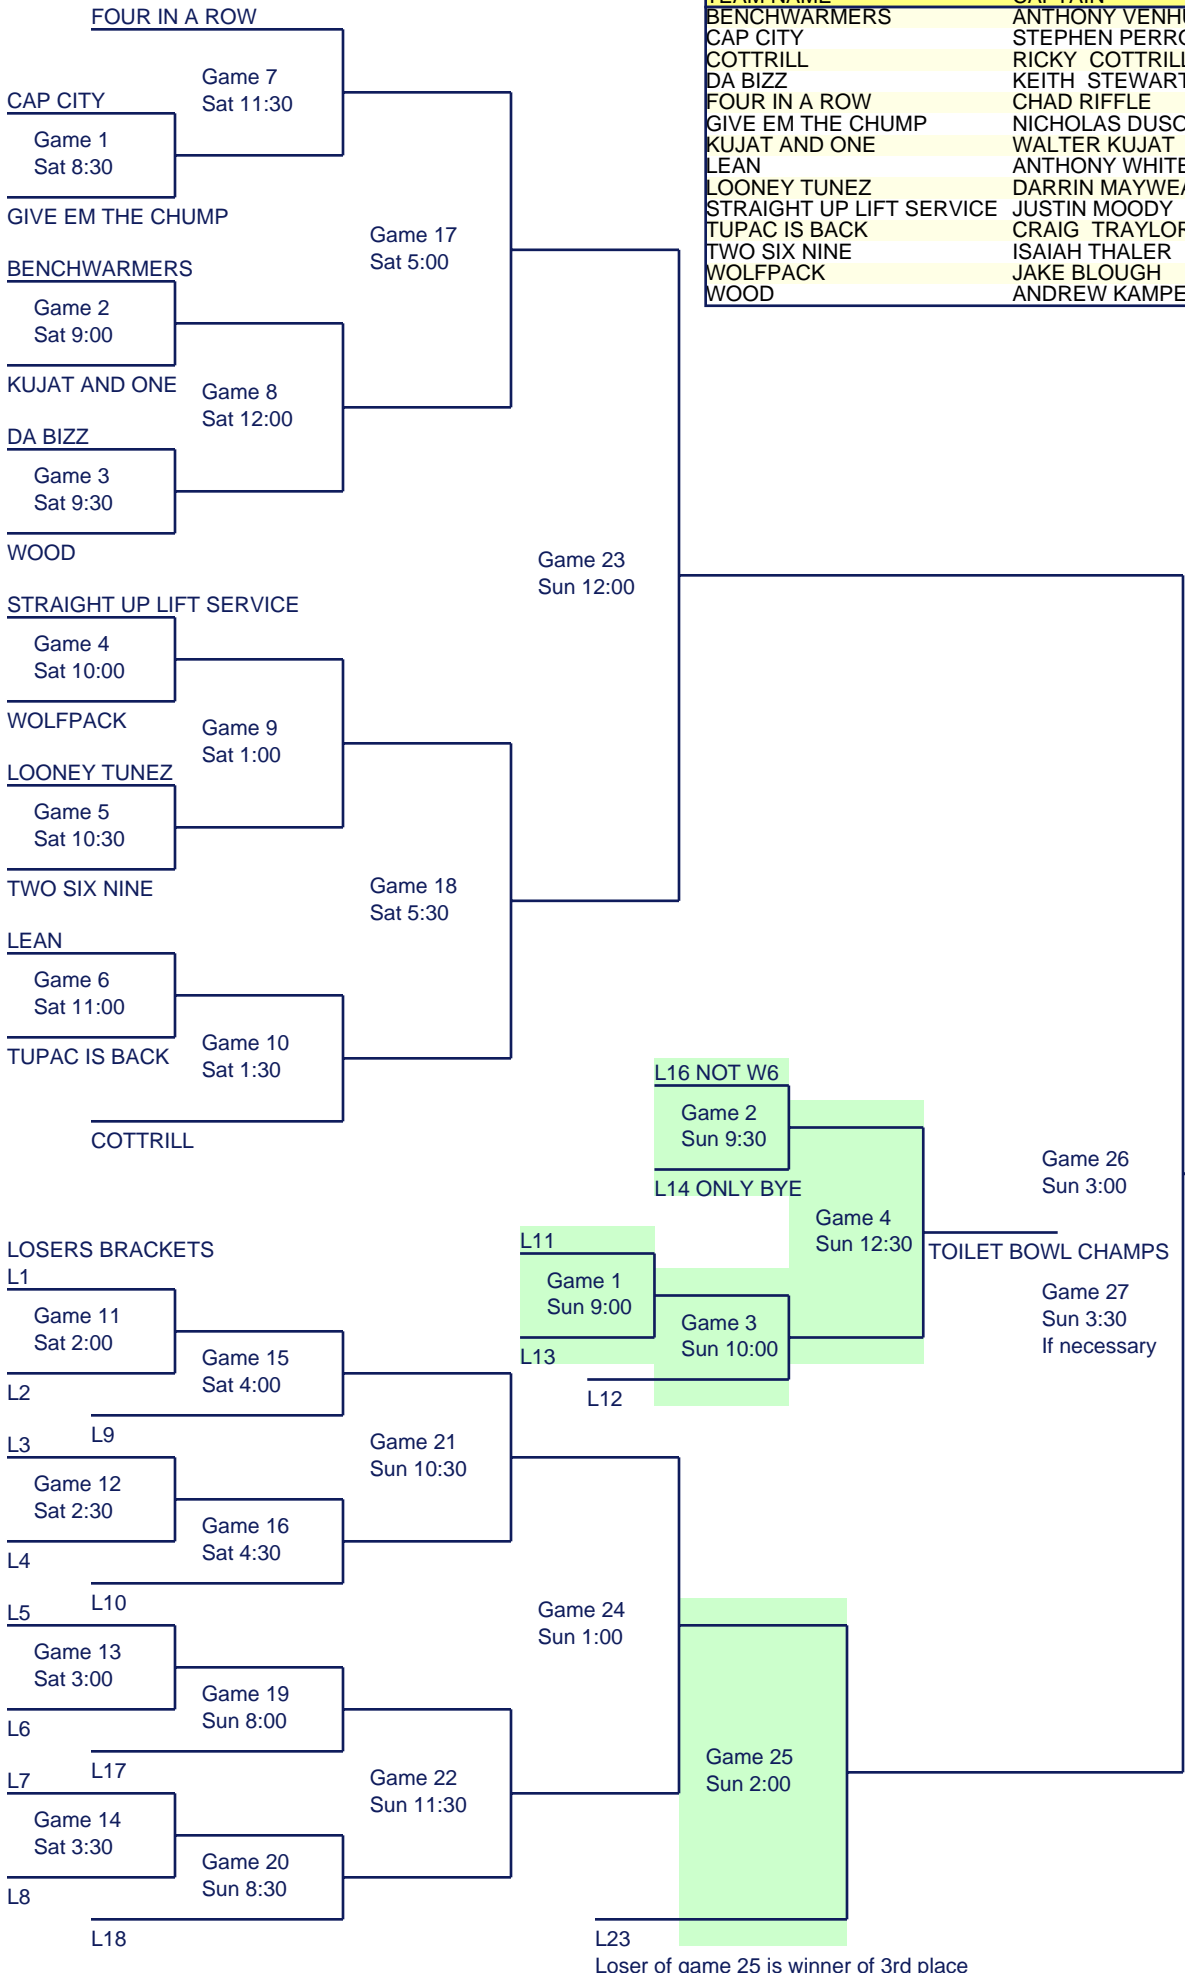 FOUR IN A ROW
Game 7
Sat 11:30
CAP CITY
Game 1
Sat 8:30
GIVE EM THE CHUMP
Game 17
Sat 5:00
BENCHWARMERS
Game 2
Sat 9:00
KUJAT AND ONE
Game 8
Sat 12:00
DA BIZZ
Game 3
Sat 9:30
WOOD
Game 23
Sun 12:00
STRAIGHT UP LIFT SERVICE
Game 4
Sat 10:00
WOLFPACK
Game 9
Sat 1:00
LOONEY TUNEZ
Game 5
Sat 10:30
TWO SIX NINE
Game 18
Sat 5:30
LEAN
Game 6
Sat 11:00
TUPAC IS BACK
Game 10
Sat 1:30
COTTRILL
BENCHWARMERS ANTHONY
CAP CITY STEPHEN
COTTRILL RICKY COTTRILL
DA BIZZ KEITH STEWART
FOUR IN A ROW CHAD RIFFLE
GIVE EM THE CHUMP NICHOLAS
KUJAT AND ONE WALTER KUJAT
LEAN ANTHONY WHITE
LOONEY TUNEZ DARRIN
STRAIGHT UP LIFT SERVICE JUSTIN MOODY
TUPAC IS BACK CRAIG TRAYLOR
TWO SIX NINE ISAIAH THALER
WOLFPACK JAKE BLOUGH
WOOD ANDREW
L16 NOT W6
Game 2
Sun 9:30
L14 ONLY BYE
Game 4
Sun 12:30
L11
Game 1
Sun 9:00
L13
Game 3
Sun 10:00
L12
TOILET BOWL CHAMPS
Game 26
Sun 3:00
Game 27
Sun 3:30
If necessary
LOSERS BRACKETS
L1
Game 11
Sat 2:00
L2
Game 15
Sat 4:00
L9
L3
Game 12
Sat 2:30
L4
Game 16
Sat 4:30
L10
Game 21
Sun 10:30
L5
Game 13
Sat 3:00
L6
Game 19
Sun 8:00
L17
L7
Game 14
Sat 3:30
L8
Game 20
Sun 8:30
L18
Game 22
Sun 11:30
Game 24
Sun 1:00
Game 25
Sun 2:00
L23
Loser of game 25 is winner of 3rd place